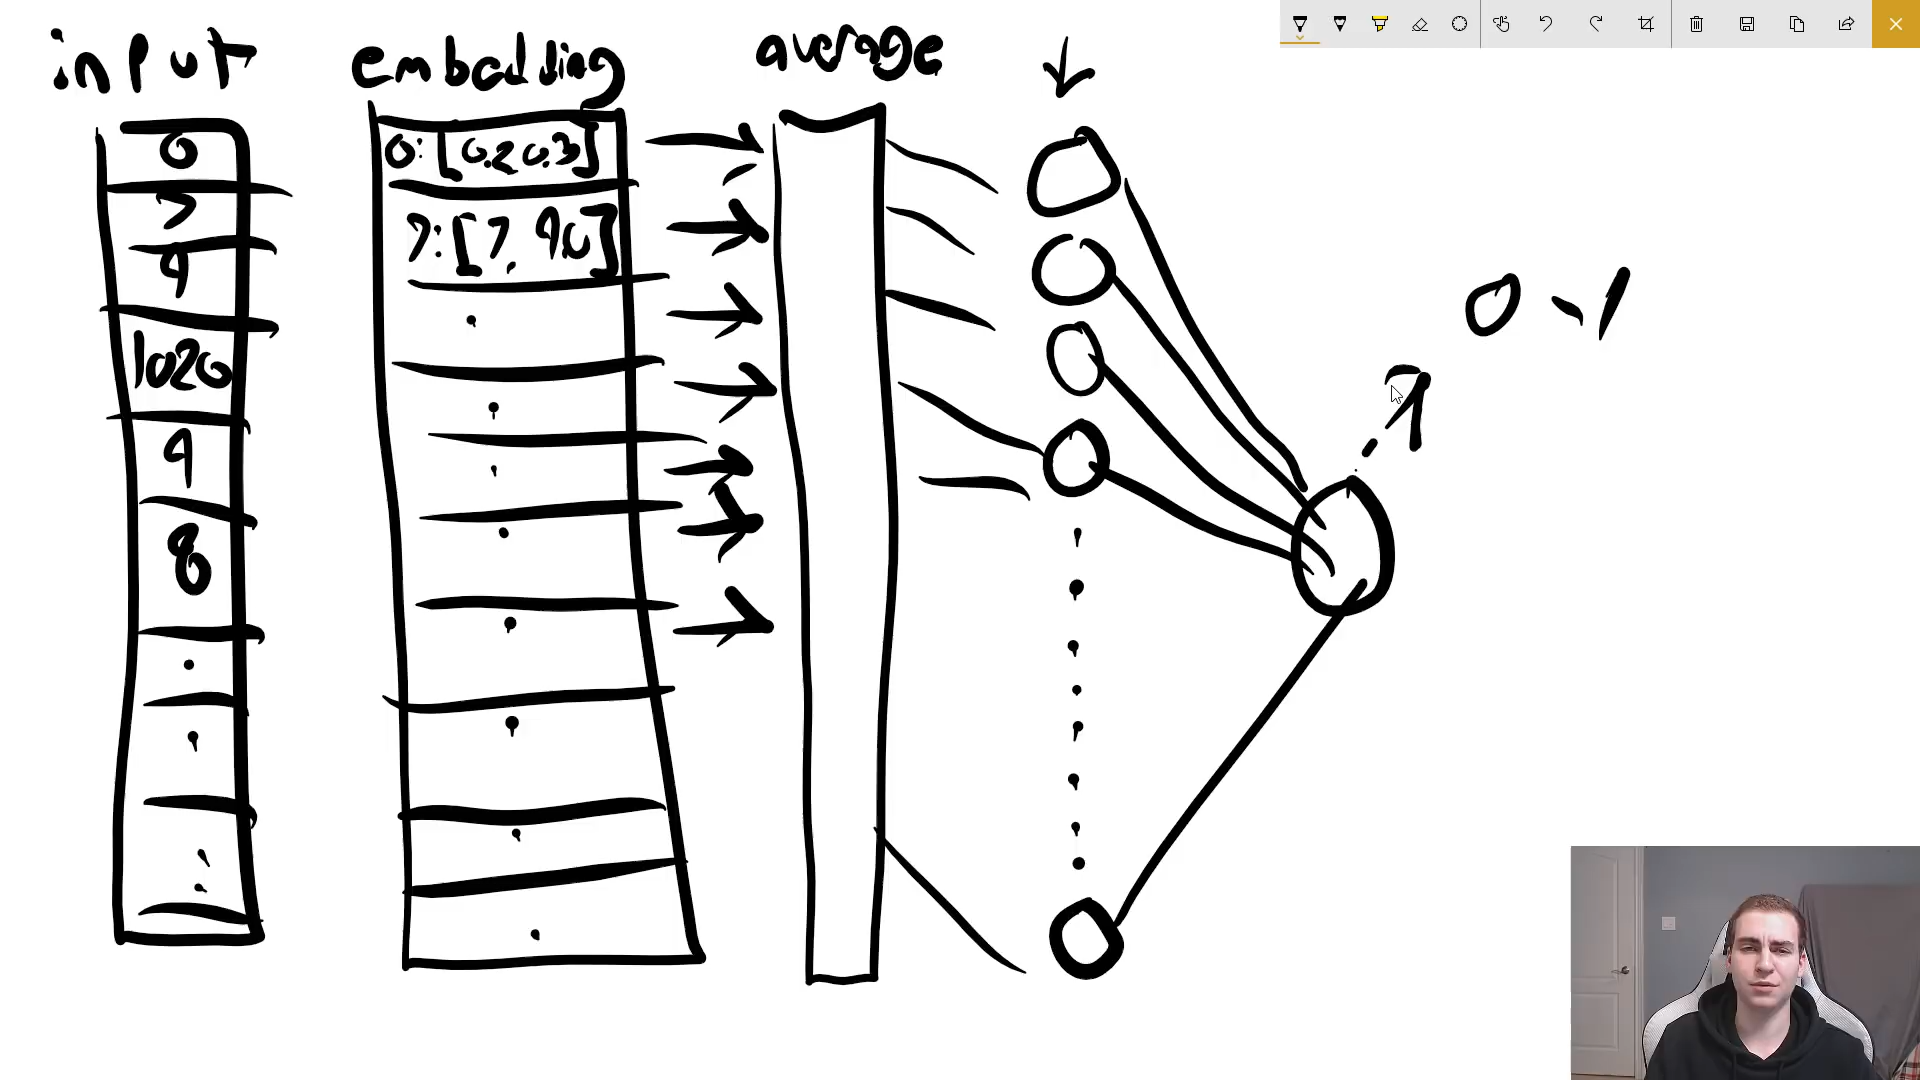 input
embedding
average
0
7
9
1020
9
8
0: [0.2 0.3]
7: [7. 9.0]
0 - 1